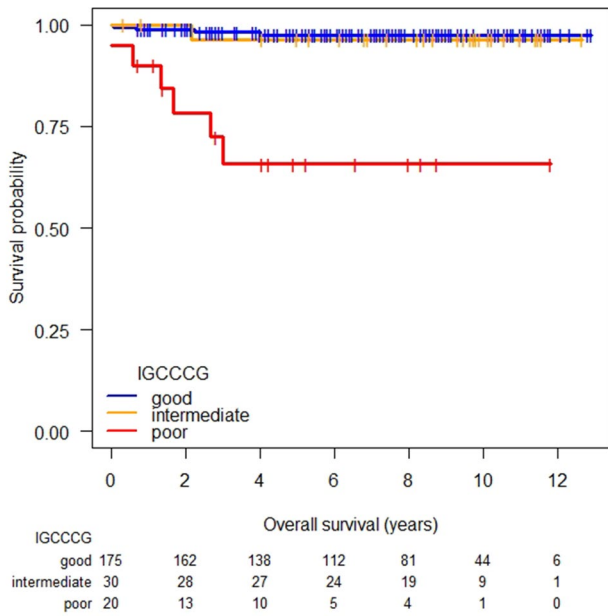 1.00
0.75
0.50
0.25
0.00
Survival probability
IGCCCG
good
intermediate
poor
0 2 4 6 8 10 12
Overall survival (years)
IGCCCG
good 175 162 138 112 81 44 6
intermediate 30 28 27 24 19 9 1
poor 20 13 10 5 4 1 0